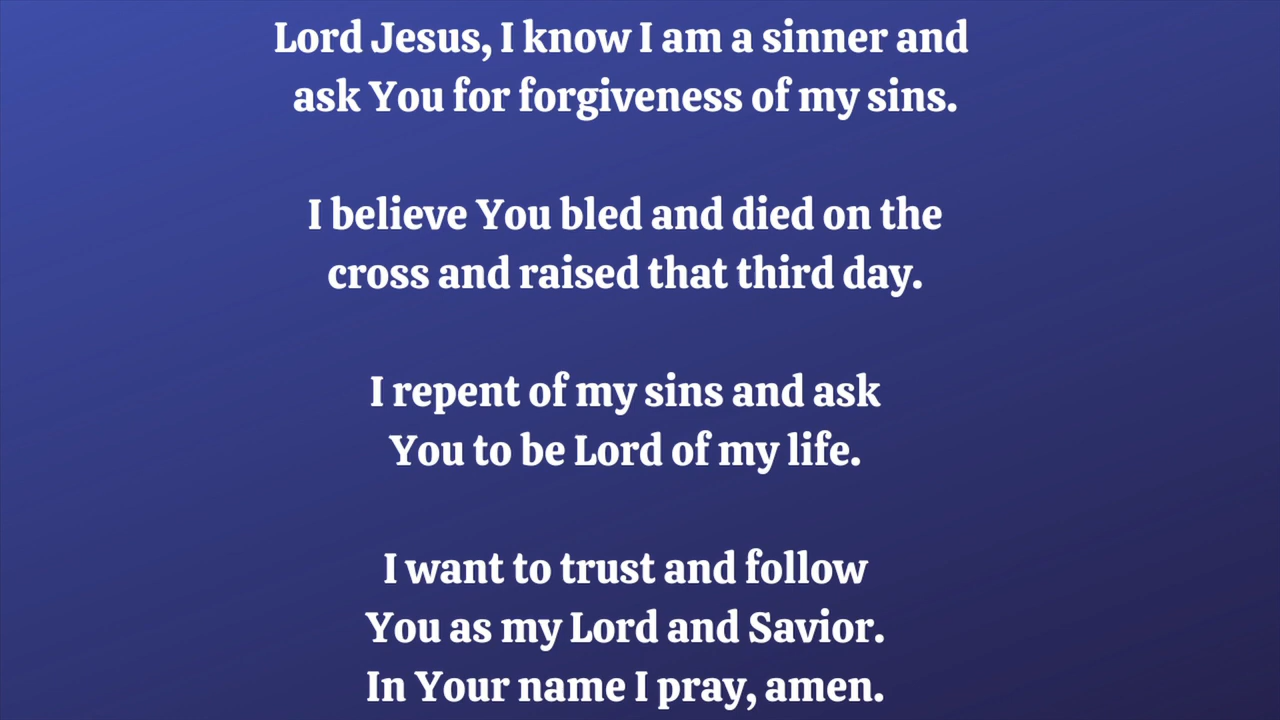 Lord Jesus, I know I am a sinner and
ask You for forgiveness of my sins.
I believe You bled and died on the
cross and raised that third day.
I repent of my sins and ask
You to be Lord of my life.
I want to trust and follow
You as my Lord and Savior.
In Your name I pray, amen.